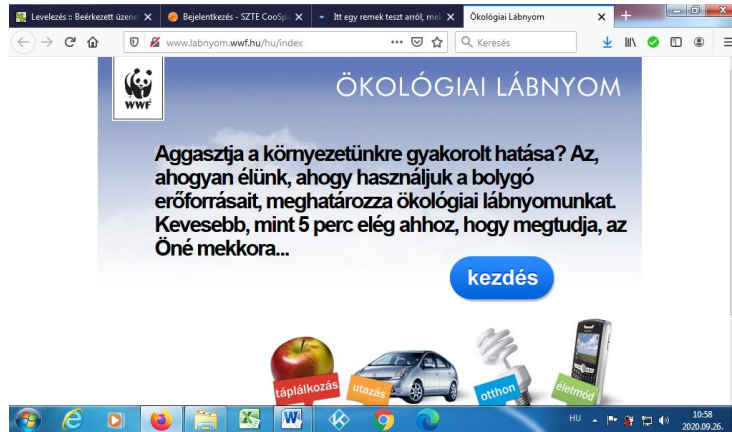 Levelezés :: Beérkezett üzene
Bejelentkezés - SZTE CooSp
Itt egy remek teszt arról, mek
Ökológiai Lábnyom
www.labnyom.wwf.hu/hu/index
Keresés
WWF
ÖKOLÓGIAI LÁBNYOM
Aggasztja a környezetünkre gyakorolt hatása? Az,
ahogyan élünk, ahogy használjuk a bolygó
erőforrásait, meghatározza ökológiai lábnyomunkat.
Kevesebb, mint 5 perc elég ahhoz, hogy megtudja, az
Öné mekkora...
kezdés
táplálkozás
utazás
otthon
életmód
HU
10:58
2020.09.26.